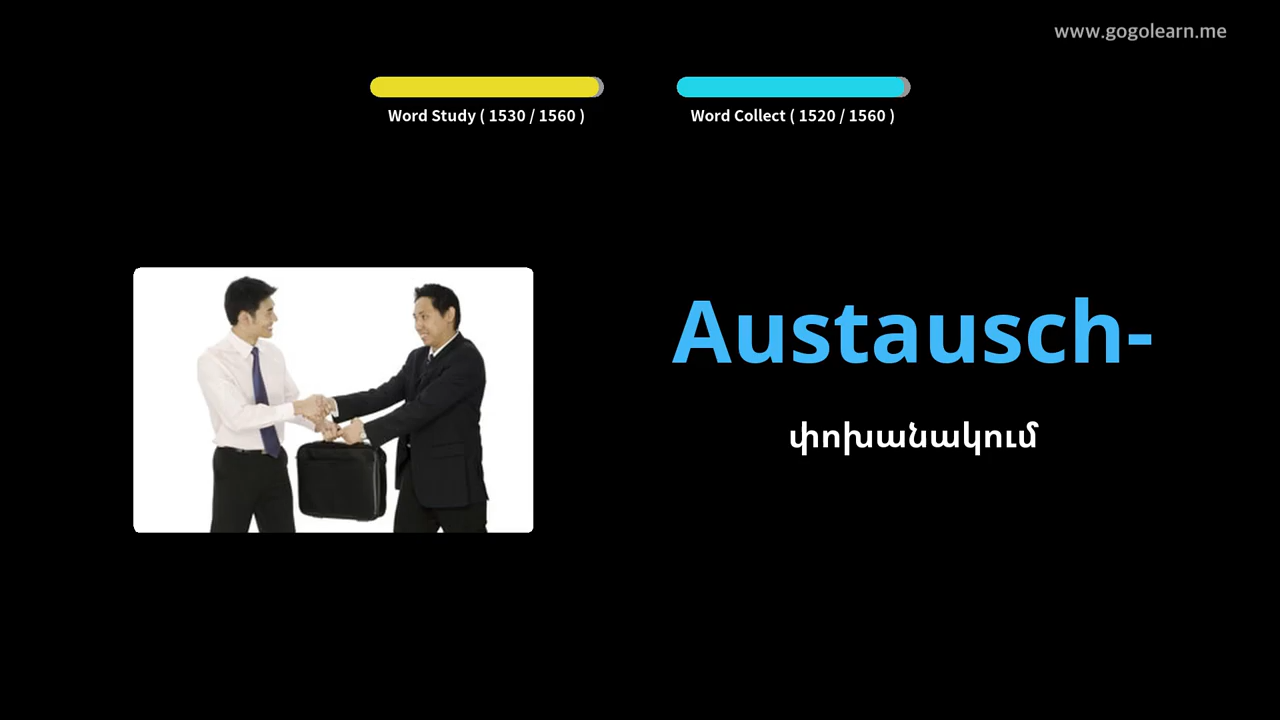 www.gogolearn.me
Word Study ( 1530 / 1560 )
Word Collect ( 1520 / 1560 )
Austausch-
փոխանակում